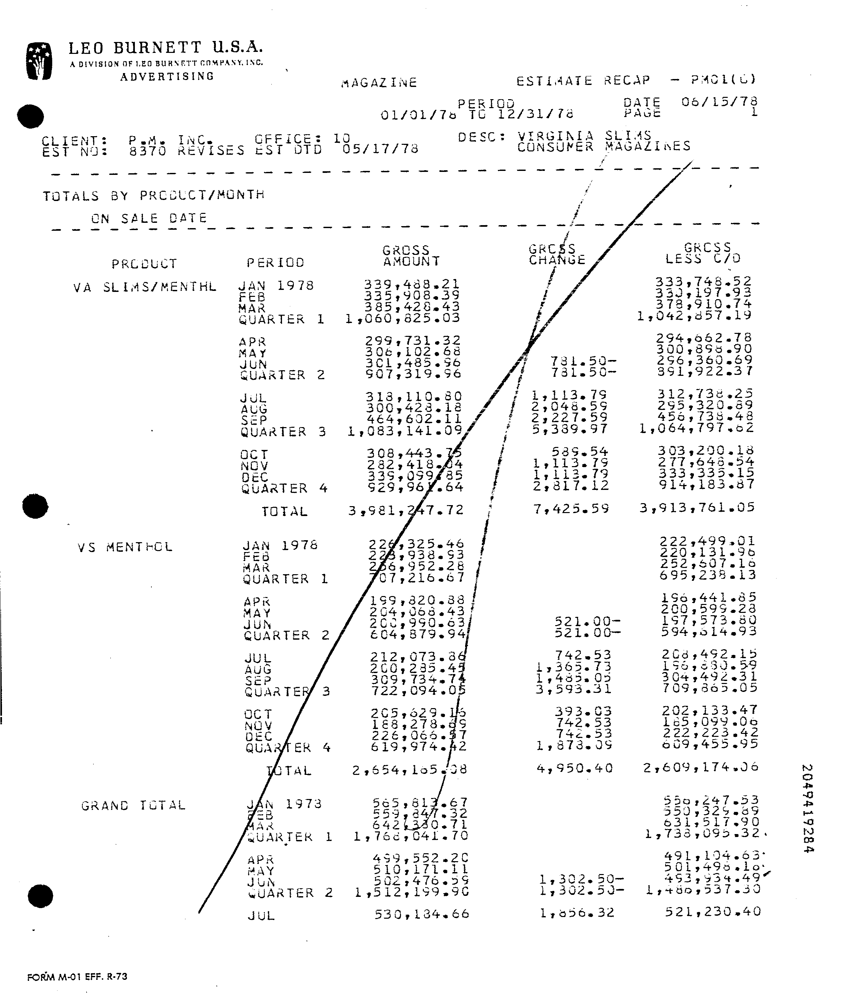 LEO BURNETT U.S.A.
A DIVISION OF LEO BURNETT COMPANY, INC.
ADVERTISING
MAGAZINE ESTIMATE RECAP - PM01(C)
PERIOD DATE 06/15/78
01/01/78 TO 12/31/78 PAGE 1
CLIENT: P.M. INC. OFFICE: 10 DESC: VIRGINIA SLIMS
EST NO: 8370 REVISES EST DTD 05/17/78 CONSUMER MAGAZINES
TOTALS BY PRODUCT/MONTH
ON SALE DATE
GROSS GROSS GROSS
PRODUCT PERIOD AMOUNT CHANGE LESS C/D
VA SLIMS/MENTHL JAN 1978 339,488.21 333,748.52
FEB 335,908.39 330,197.93
MAR 385,428.43 378,910.74
QUARTER 1 1,060,825.03 1,042,857.19
APR 299,731.32 294,662.78
MAY 306,102.68 300,898.90
JUN 301,485.96 781.50- 296,360.69
QUARTER 2 907,319.96 781.50- 891,922.37
JUL 318,110.80 1,113.79 312,738.25
AUG 300,428.18 2,048.59 295,320.89
SEP 464,602.11 2,227.59 456,738.48
QUARTER 3 1,083,141.09 5,389.97 1,064,797.62
OCT 308,443.75 589.54 303,200.18
NOV 282,418.04 1,113.79 277,648.54
DEC 339,099.85 1,113.79 333,335.15
QUARTER 4 929,961.64 2,817.12 914,183.87
TOTAL 3,981,247.72 7,425.59 3,913,761.05
VS MENTHOL JAN 1978 226,325.46 222,499.01
FEB 223,938.93 220,131.96
MAR 256,952.28 252,607.16
QUARTER 1 707,216.67 695,238.13
APR 199,820.88 196,441.85
MAY 204,068.43 200,599.28
JUN 200,990.63 521.00- 197,573.80
QUARTER 2 604,879.94 521.00- 594,614.93
JUL 212,073.86 742.53 208,492.15
AUG 200,285.45 1,365.73 196,880.59
SEP 309,734.74 1,485.05 304,492.31
QUARTER 3 722,094.05 3,593.31 709,865.05
OCT 205,629.16 393.03 202,133.47
NOV 188,278.69 742.53 185,099.06
DEC 226,066.57 742.53 222,223.42
QUARTER 4 619,974.42 1,878.09 609,455.95
TOTAL 2,654,165.08 4,950.40 2,609,174.06
GRAND TOTAL JAN 1978 565,813.67 556,247.53
FEB 559,847.32 550,329.89
MAR 642,380.71 631,517.90
QUARTER 1 1,768,041.70 1,738,095.32
APR 499,552.20 491,104.63
MAY 510,171.11 501,498.18
JUN 502,476.59 1,302.50- 493,934.49
QUARTER 2 1,512,199.90 1,302.50- 1,486,537.30
JUL 530,184.66 1,856.32 521,230.40
2049419284
FORM M-01 EFF. R-73